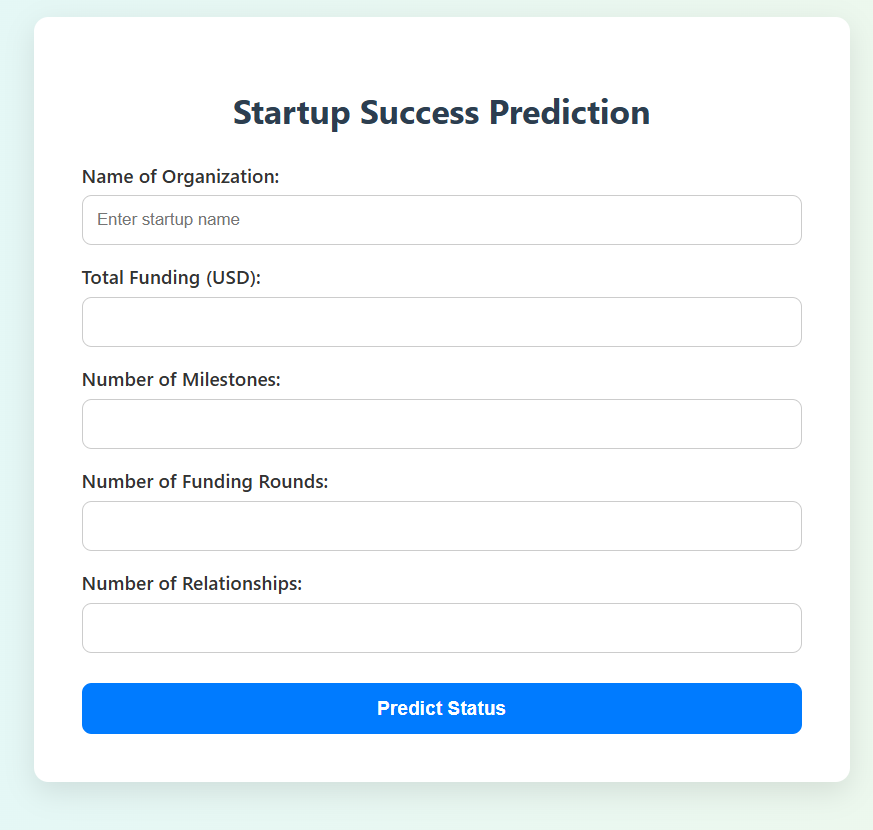 Startup Success Prediction
Name of Organization:
Enter startup name
Total Funding (USD):
Number of Milestones:
Number of Funding Rounds:
Number of Relationships:
Predict Status